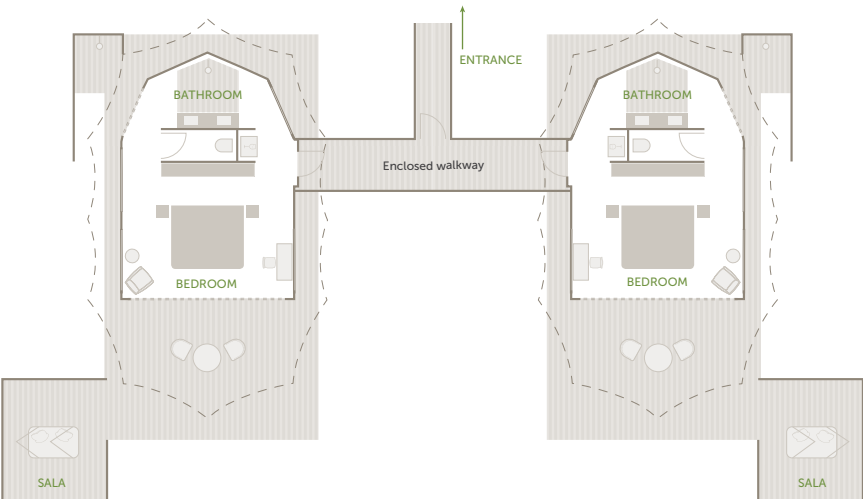 ENTRANCE
BATHROOM
BATHROOM
Enclosed walkway
BEDROOM
BEDROOM
SALA
SALA